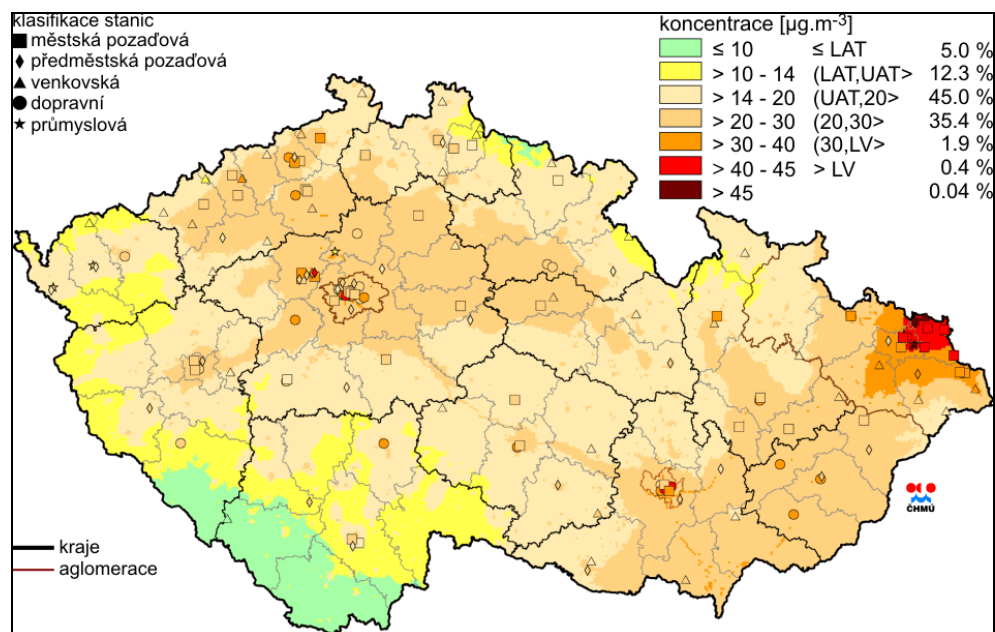 klasifikace stanic
městská pozaďová
předměstská pozaďová
venkovská
dopravní
průmyslová
koncentrace [µg.m-3]
≤ 10 ≤ LAT 5.0 %
> 10 - 14 (LAT,UAT> 12.3 %
> 14 - 20 (UAT,20> 45.0 %
> 20 - 30 (20,30> 35.4 %
> 30 - 40 (30,LV> 1.9 %
> 40 - 45 > LV 0.4 %
> 45 0.04 %
ČHMÚ
kraje
aglomerace